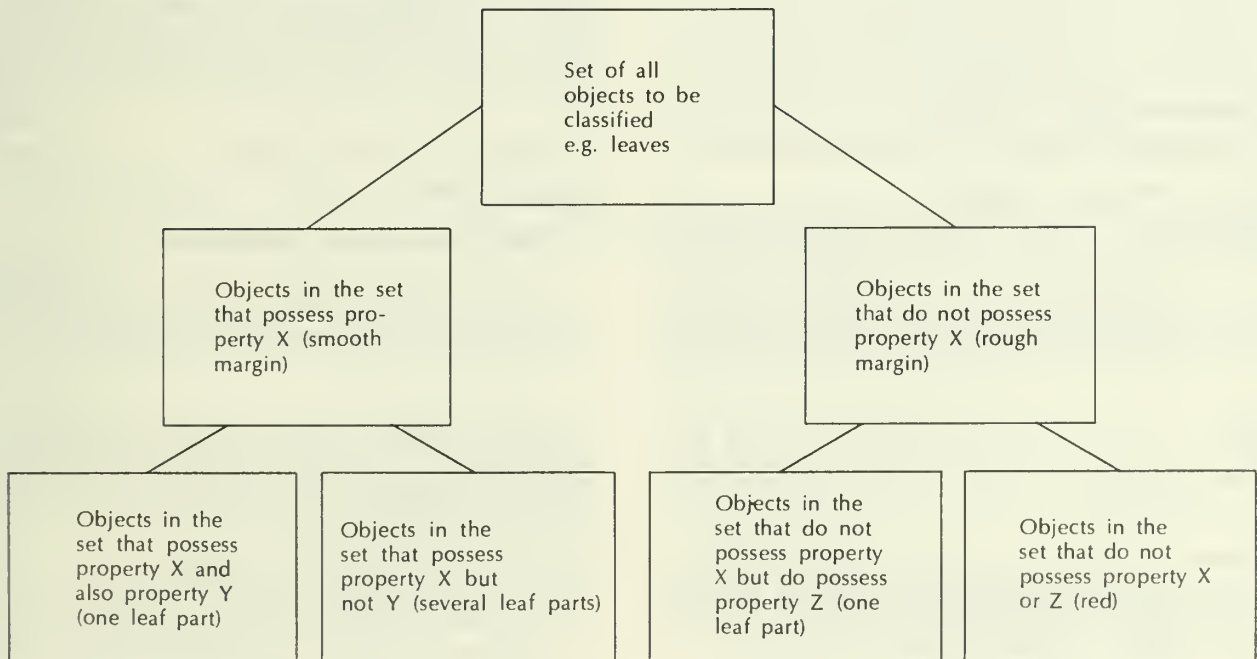 Set of all
objects to be
classified
e.g. leaves
Objects in the set
that possess pro-
perty X (smooth
margin)
Objects in the set
that do not possess
property X (rough
margin)
Objects in the
set that possess
property X and
also property Y
(one leaf part)
Objects in the
set that possess
property X but
not Y (several leaf parts)
Objects in the
set that do not
possess property
X but do possess
property Z (one
leaf part)
Objects in the
set that do not
possess property X
or Z (red)